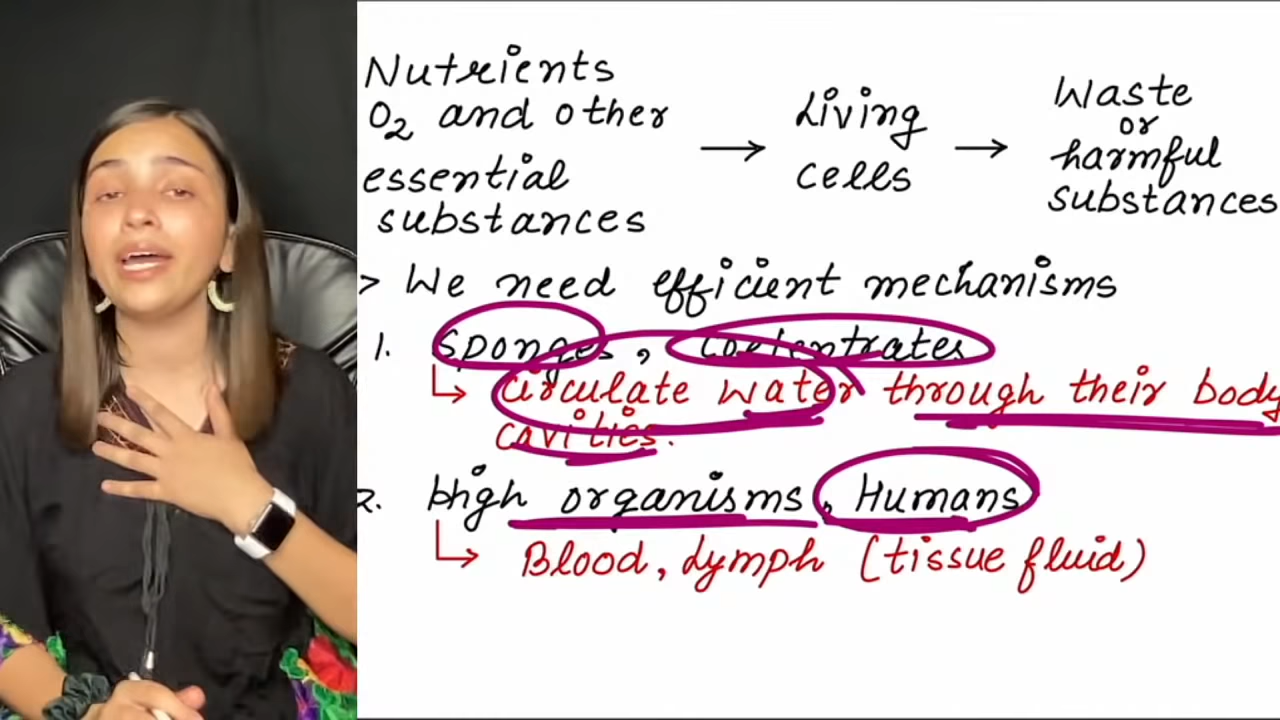 Nutrients
O₂ and other
essential
substances
→ Living
cells
→ Waste
or
harmful
substances
> We need efficient mechanisms
1. Sponges, Coelentrates
↳ Circulate water through their body
cavities.
2. High organisms, Humans
↳ Blood, Lymph (tissue fluid)